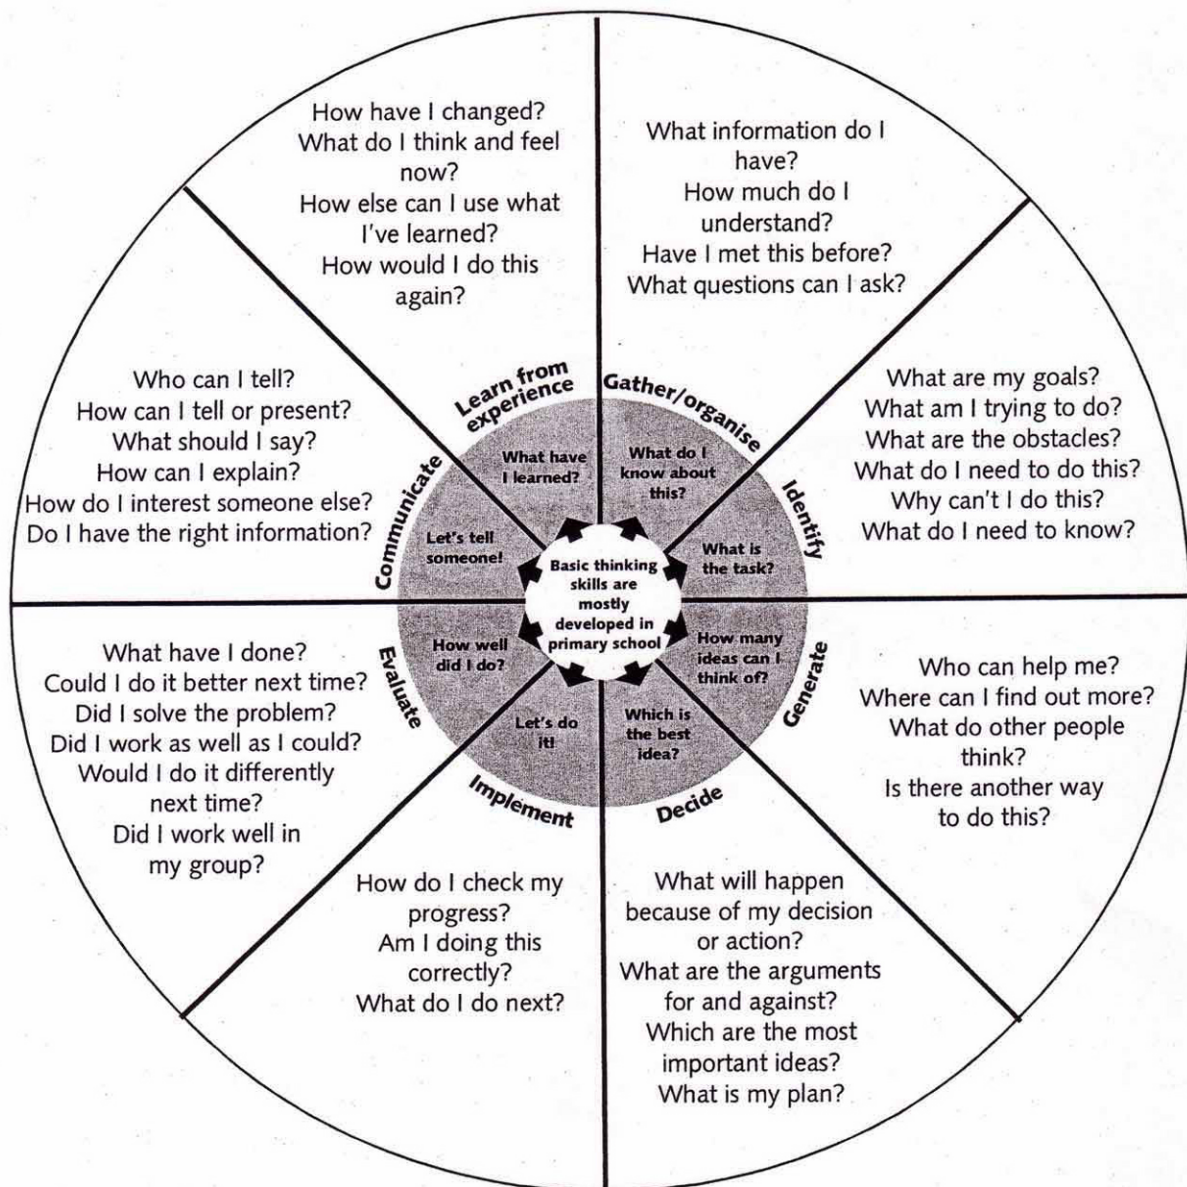 How have I changed?
What do I think and feel
now?
How else can I use what
I've learned?
How would I do this
again?
What information do I
have?
How much do I
understand?
Have I met this before?
What questions can I ask?
Who can I tell?
How can I tell or present?
What should I say?
How can I explain?
How do I interest someone else?
Do I have the right information?
What are my goals?
What am I trying to do?
What are the obstacles?
What do I need to do this?
Why can't I do this?
What do I need to know?
Learn from
experience
Gather/organise
Identify
Generate
Decide
Implement
Evaluate
Communicate
What have
I learned?
What do I
know about
this?
What is
the task?
How many
ideas can I
think of?
Which is
the best
idea?
Let's do
it!
How well
did I do?
Let's tell
someone!
Basic thinking
skills are
mostly
developed in
primary school
What have I done?
Could I do it better next time?
Did I solve the problem?
Did I work as well as I could?
Would I do it differently
next time?
Did I work well in
my group?
Who can help me?
Where can I find out more?
What do other people
think?
Is there another way
to do this?
How do I check my
progress?
Am I doing this
correctly?
What do I do next?
What will happen
because of my decision
or action?
What are the arguments
for and against?
Which are the most
important ideas?
What is my plan?